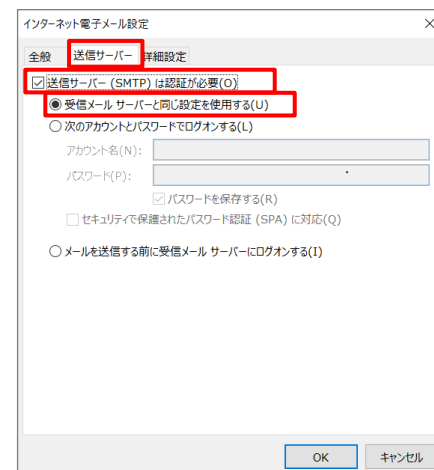 インターネット電子メール設定
全般 送信サーバー 詳細設定
送信サーバー (SMTP) は認証が必要(O)
受信メール サーバーと同じ設定を使用する(U)
次のアカウントとパスワードでログオンする(L)
アカウント名(N):
パスワード(P):
パスワードを保存する(R)
セキュリティで保護されたパスワード認証 (SPA) に対応(Q)
メールを送信する前に受信メール サーバーにログオンする(I)
OK キャンセル